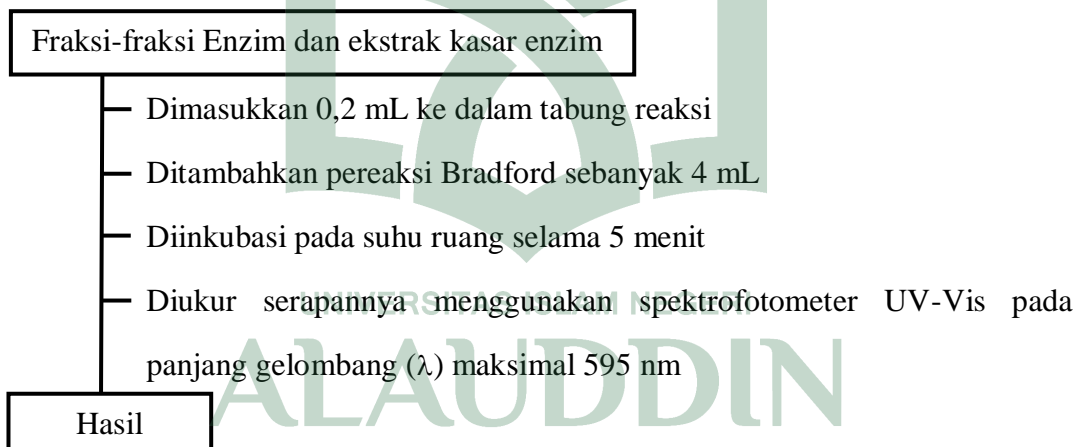 Fraksi-fraksi Enzim dan ekstrak kasar enzim
Dimasukkan 0,2 mL ke dalam tabung reaksi
Ditambahkan pereaksi Bradford sebanyak 4 mL
Diinkubasi pada suhu ruang selama 5 menit
Diukur serapannya menggunakan spektrofotometer UV-Vis pada
UNIVERSITAS ISLAM NEGERI
panjang gelombang (λ) maksimal 595 nm
ALAUDDIN
Hasil